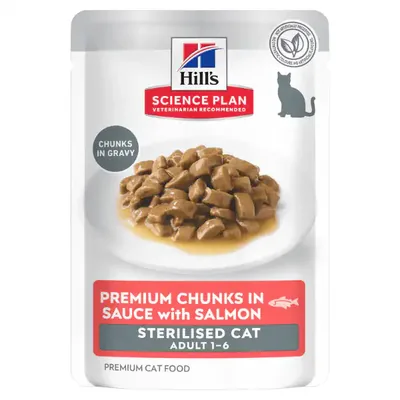 Hill's
SCIENCE PLAN
VETERINARIAN RECOMMENDED
CHUNKS
IN GRAVY
PREMIUM CHUNKS IN
SAUCE with SALMON
STERILISED CAT
ADULT 1–6
PREMIUM CAT FOOD